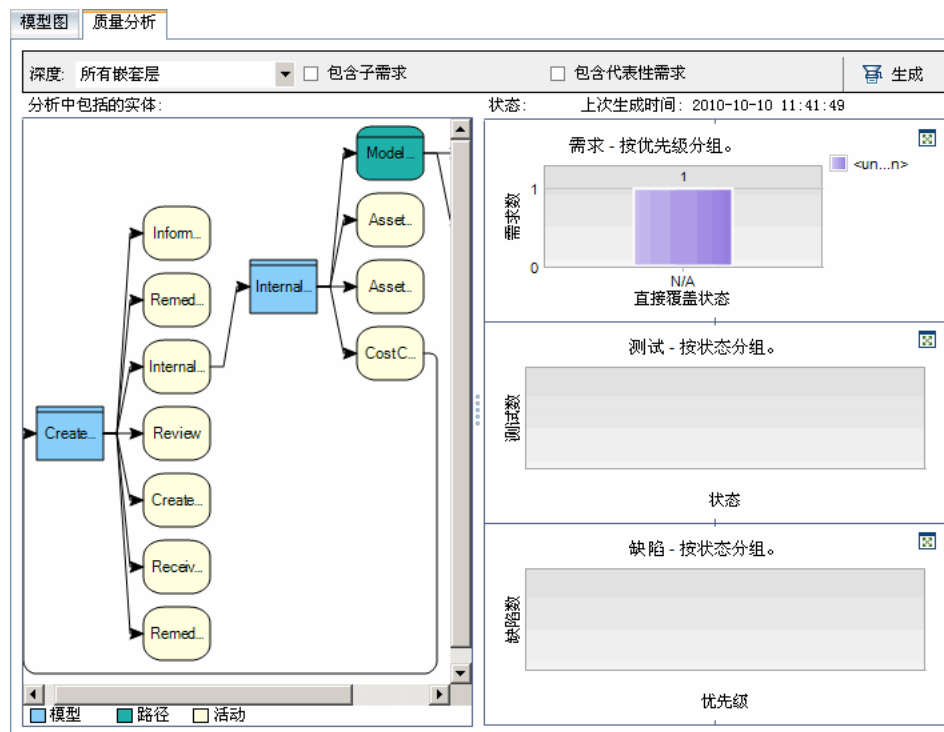 模型图 质量分析
深度: 所有嵌套层 包含子需求 包含代表性需求 生成
分析中包括的实体:
Model...
Asset..
Inform...
Internal...
Asset...
Remed...
CostC...
Internal...
Create...
Review
Create...
Receiv...
Remed...
模型 路径 活动
状态: 上次生成时间: 2010-10-10 11:41:49
需求 - 按优先级分组。
<un...n>
1
需求数
1
0
N/A
直接覆盖状态
测试 - 按状态分组。
测试数
状态
缺陷 - 按状态分组。
缺陷数
优先级